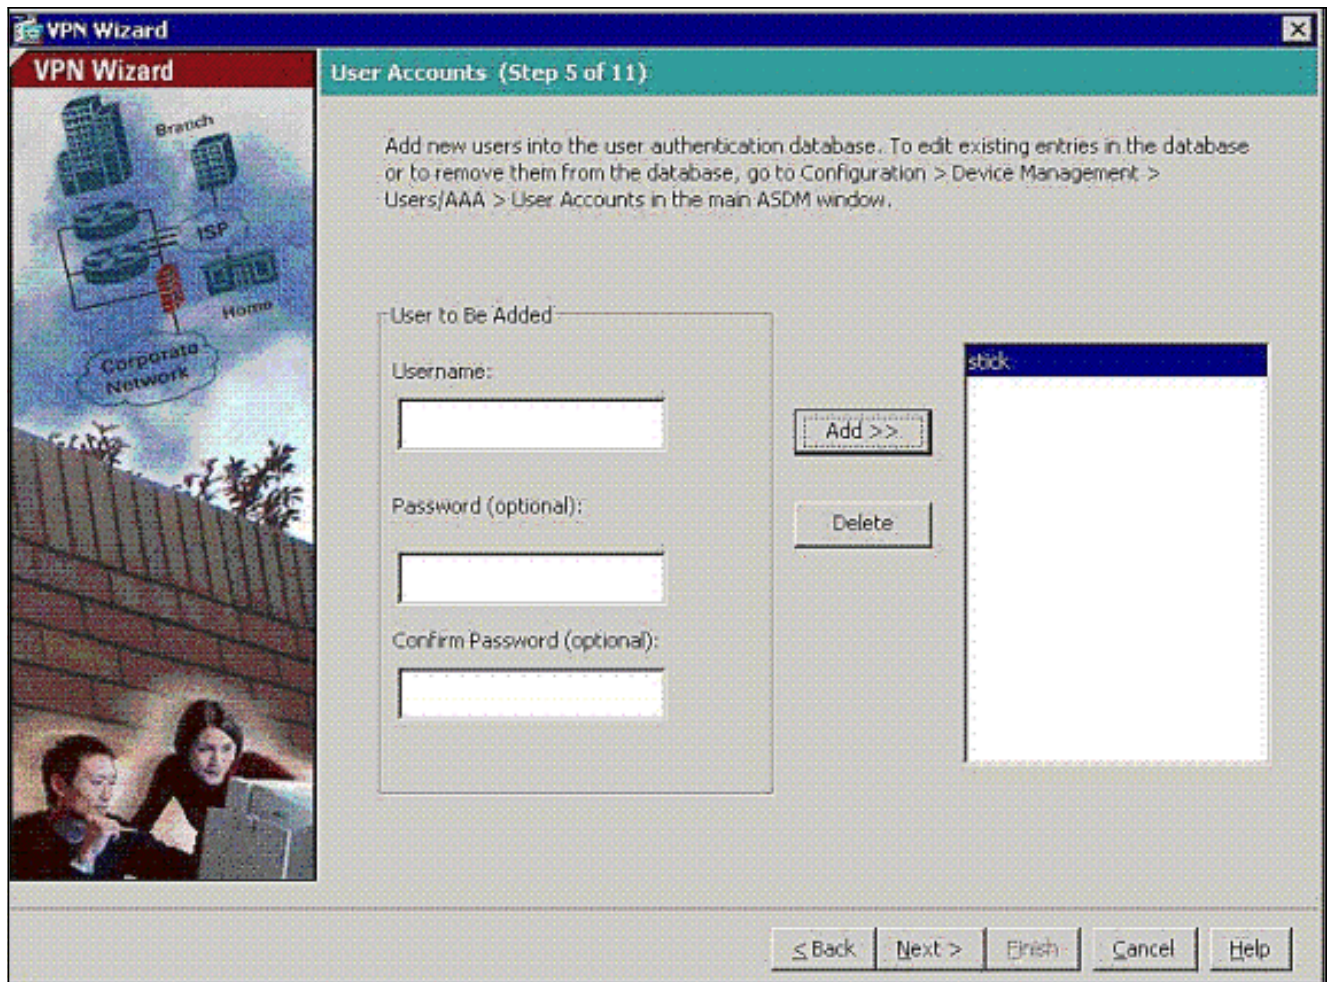 VPN Wizard
VPN Wizard
User Accounts (Step 5 of 11)
Branch
ISP
Home
Corporate
Network
Add new users into the user authentication database. To edit existing entries in the database
or to remove them from the database, go to Configuration > Device Management >
Users/AAA > User Accounts in the main ASDM window.
User to Be Added
Username:
Password (optional):
Confirm Password (optional):
Add >>
Delete
stick
< Back
Next >
Finish
Cancel
Help